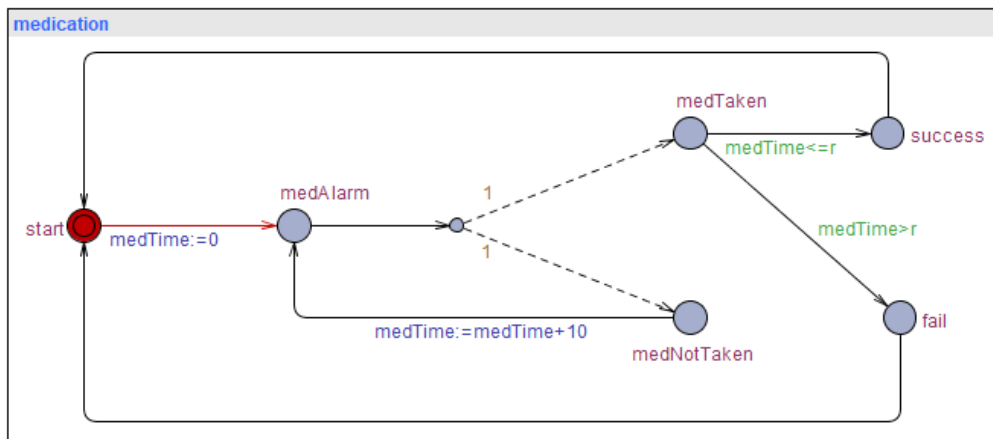 medication
medTaken
success
medTime<=r
medAlarm
1
start
medTime:=0
medTime>r
1
medTime:=medTime+10
fail
medNotTaken